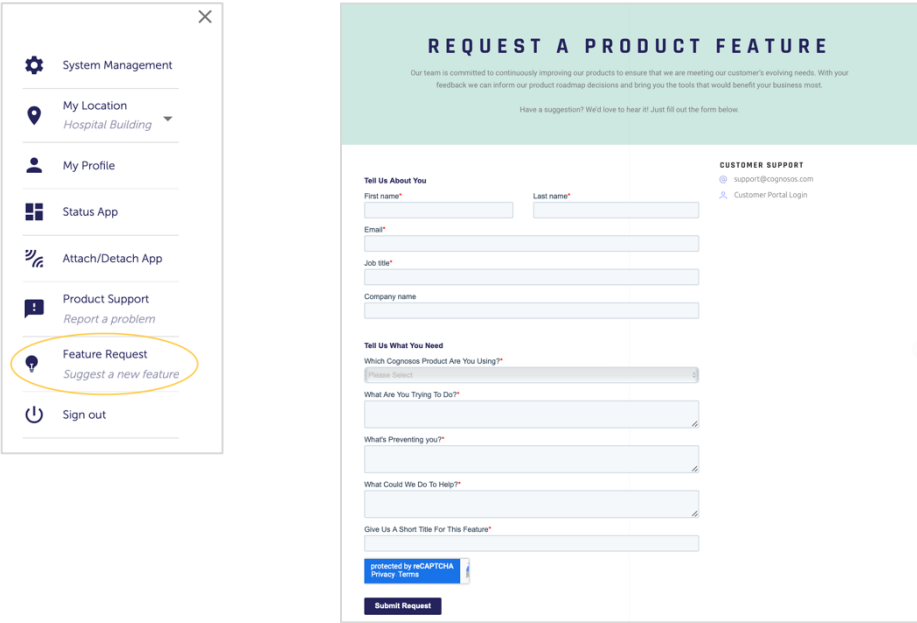 System Management
My Location
Hospital Building
My Profile
Status App
Attach/Detach App
Product Support
Report a problem
Feature Request
Suggest a new feature
Sign out
REQUEST A PRODUCT FEATURE
Our team is committed to continuously improving our products to ensure that we are meeting our customer's evolving needs. With your
feedback we can inform our product roadmap decisions and bring you the tools that would benefit your business most.
Have a suggestion? We'd love to hear it! Just fill out the form below.
Tell Us About You
First name*
Last name*
Email*
Job title*
Company name
Tell Us What You Need
Which Cognosos Product Are You Using?*
Please Select
What Are You Trying To Do?*
What's Preventing you?*
What Could We Do To Help?*
Give Us A Short Title For This Feature*
protected by reCAPTCHA
Privacy Terms
Submit Request
CUSTOMER SUPPORT
support@cognosos.com
Customer Portal Login